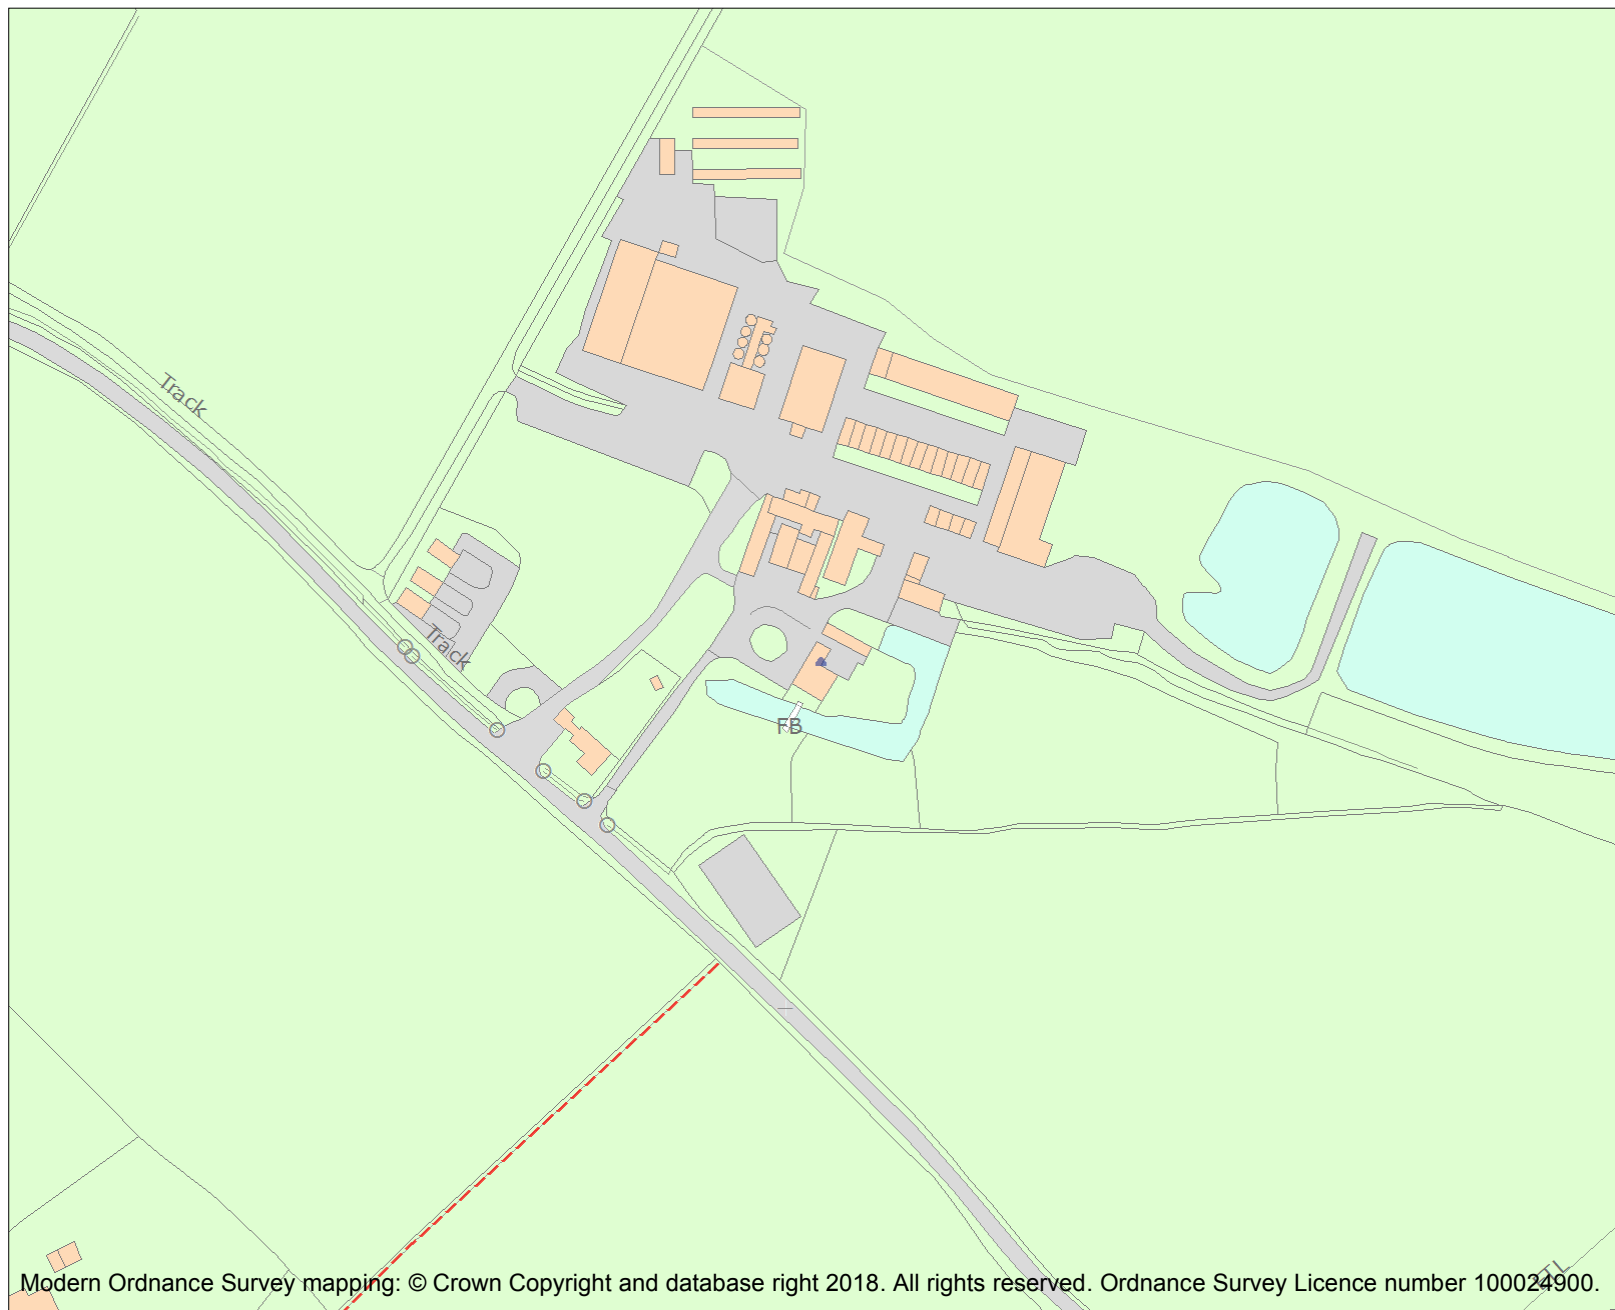 Track
Track
FB
Modern Ordnance Survey mapping: © Crown Copyright and database right 2018. All rights reserved. Ordnance Survey Licence number 100024900.